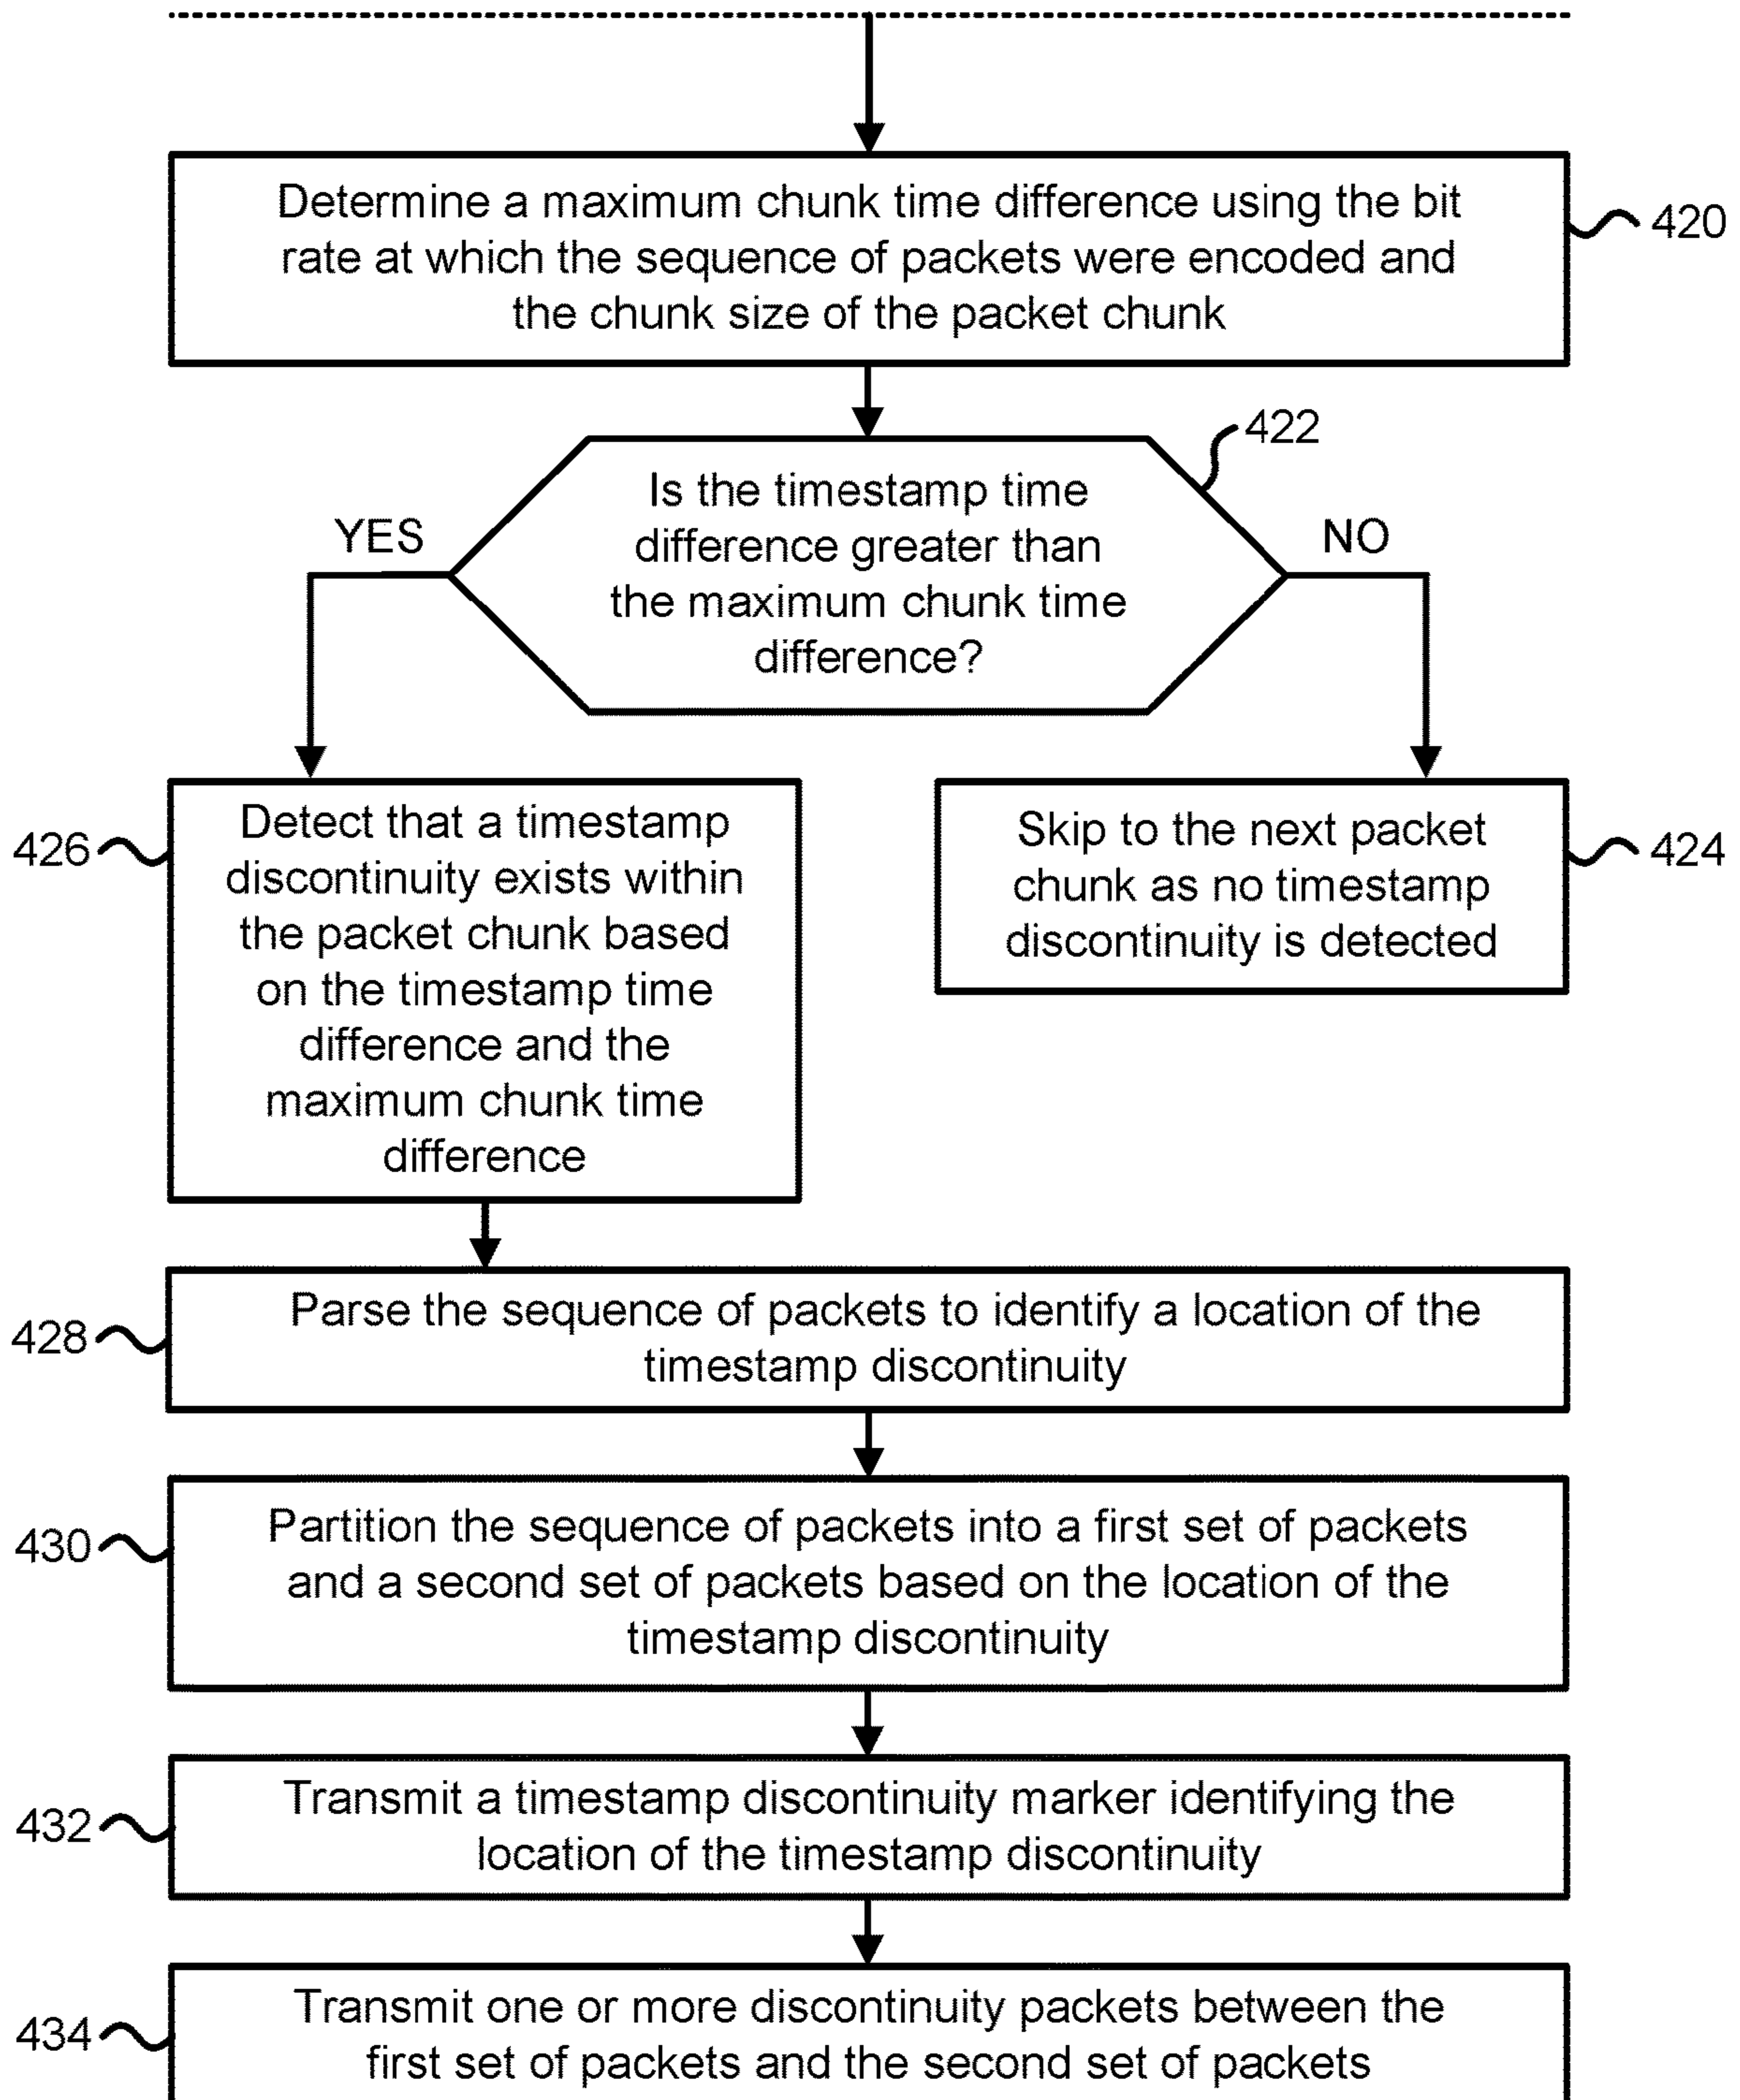 Determine a maximum chunk time difference using the bit
rate at which the sequence of packets were encoded and
the chunk size of the packet chunk
420
422
Is the timestamp time
difference greater than
the maximum chunk time
difference?
YES
NO
426
Detect that a timestamp
discontinuity exists within
the packet chunk based
on the timestamp time
difference and the
maximum chunk time
difference
Skip to the next packet
chunk as no timestamp
discontinuity is detected
424
428
Parse the sequence of packets to identify a location of the
timestamp discontinuity
430
Partition the sequence of packets into a first set of packets
and a second set of packets based on the location of the
timestamp discontinuity
432
Transmit a timestamp discontinuity marker identifying the
location of the timestamp discontinuity
434
Transmit one or more discontinuity packets between the
first set of packets and the second set of packets